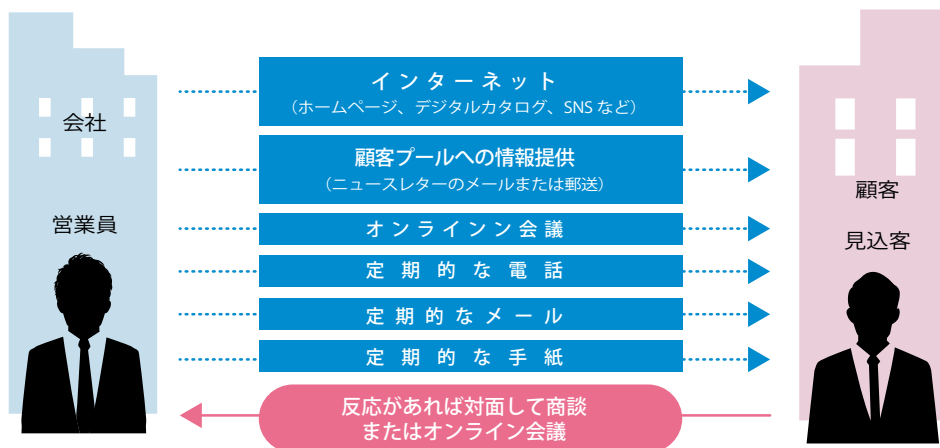 会社
営業員
インターネット
（ホームページ、デジタルカタログ、SNS など）
顧客プールへの情報提供
（ニュースレターのメールまたは郵送）
オンラインン会議
定期的な電話
定期的なメール
定期的な手紙
反応があれば対面して商談
またはオンライン会議
顧客
見込客